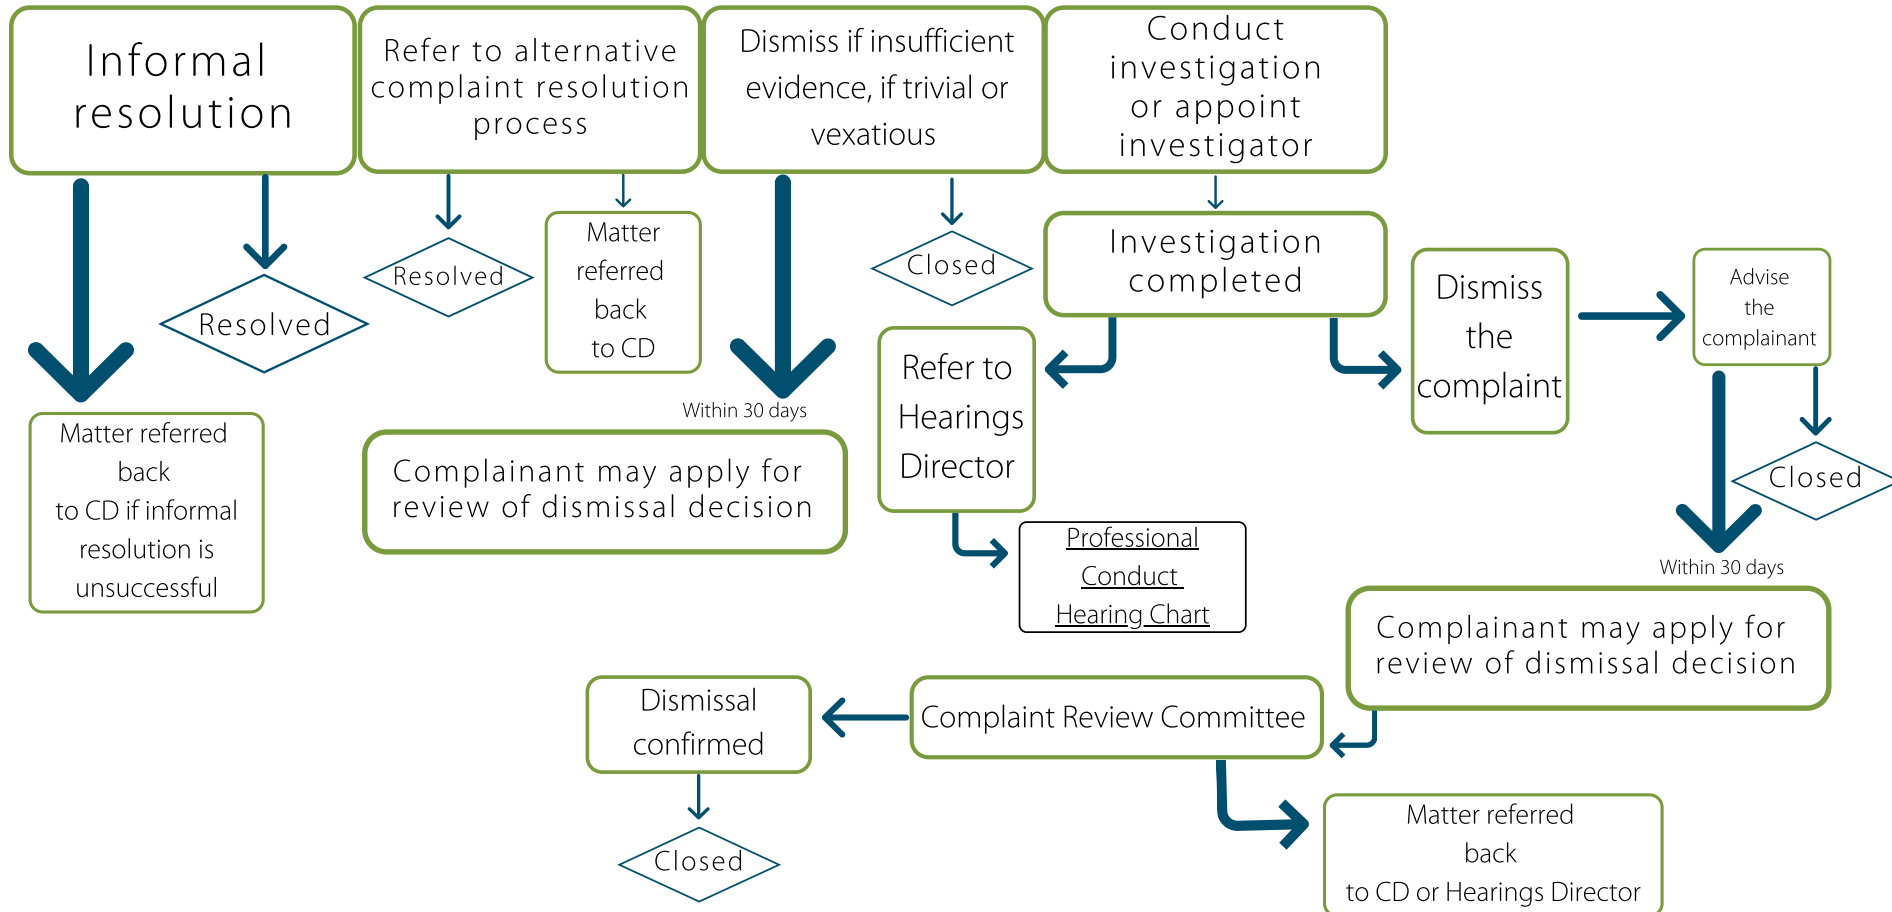 Informal
resolution
Refer to alternative
complaint resolution
process
Dismiss if insufficient
evidence, if trivial or
vexatious
Conduct
investigation
or appoint
investigator
Resolved
Resolved
Matter
referred
back
to CD
Closed
Investigation
completed
Dismiss
the
complaint
Advise
the
complainant
Matter referred
back
to CD if informal
resolution is
unsuccessful
Within 30 days
Complainant may apply for
review of dismissal decision
Refer to
Hearings
Director
Professional
Conduct
Hearing Chart
Closed
Within 30 days
Complainant may apply for
review of dismissal decision
Complaint Review Committee
Dismissal
confirmed
Closed
Matter referred
back
to CD or Hearings Director